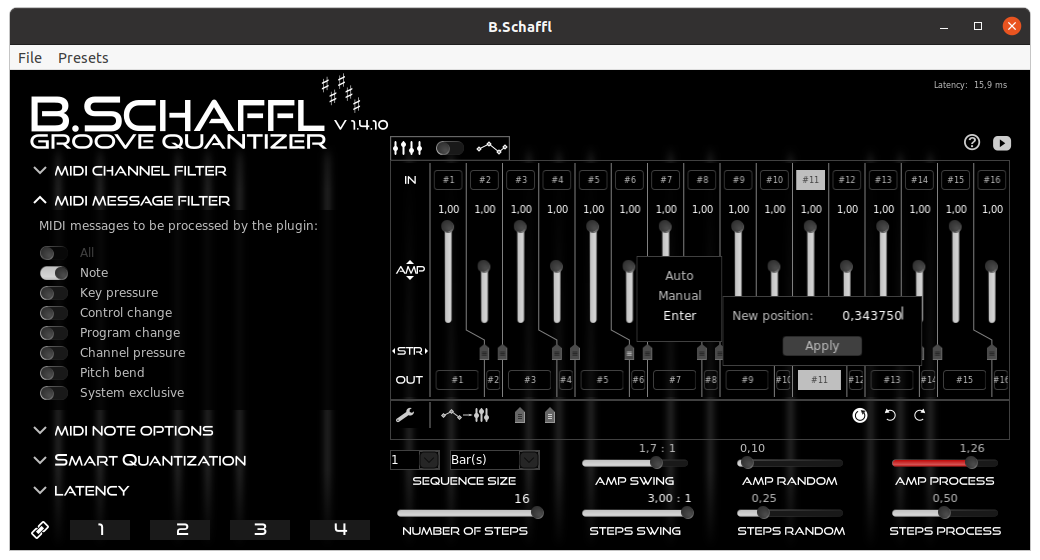 B.Schaffl
File Presets
Latency: 15,9 ms
B.SCHAFFL
V 1.4.10
GROOVE QUANTIZER
MIDI CHANNEL FILTER
MIDI MESSAGE FILTER
MIDI messages to be processed by the plugin:
All
Note
Key pressure
Control change
Program change
Channel pressure
Pitch bend
System exclusive
MIDI NOTE OPTIONS
SMART QUANTIZATION
LATENCY
1 2 3 4
IN #1 #2 #3 #4 #5 #6 #7 #8 #9 #10 #11 #12 #13 #14 #15 #16
1,00 1,00 1,00 1,00 1,00 1,00 1,00 1,00 1,00 1,00 1,00 1,00 1,00 1,00 1,00 1,00
AMP
Auto
Manual
Enter
New position: 0,343750
Apply
STR
OUT #1 #2 #3 #4 #5 #6 #7 #8 #9 #10 #11 #12 #13 #14 #15 #16
1 Bar(s)
SEQUENCE SIZE
1,7 : 1
AMP SWING
0,10
AMP RANDOM
1,26
AMP PROCESS
16
NUMBER OF STEPS
3,00 : 1
STEPS SWING
0,25
STEPS RANDOM
0,50
STEPS PROCESS